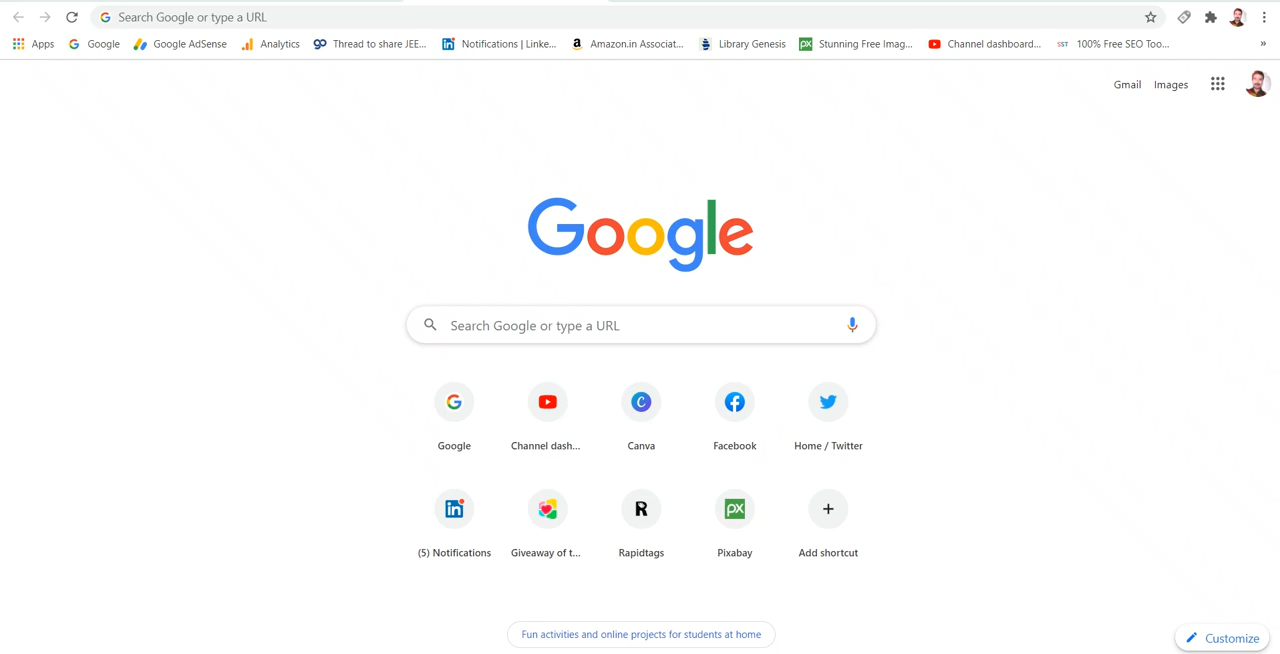 Search Google or type a URL
Apps Google Google AdSense Analytics Thread to share JEE... Notifications | Linke... Amazon.in Associat... Library Genesis Stunning Free Imag... Channel dashboard... SST 100% Free SEO Too... »
Gmail Images
Google
Search Google or type a URL
Google Channel dash... Canva Facebook Home / Twitter
(5) Notifications Giveaway of t... Rapidtags Pixabay Add shortcut
Fun activities and online projects for students at home
Customize